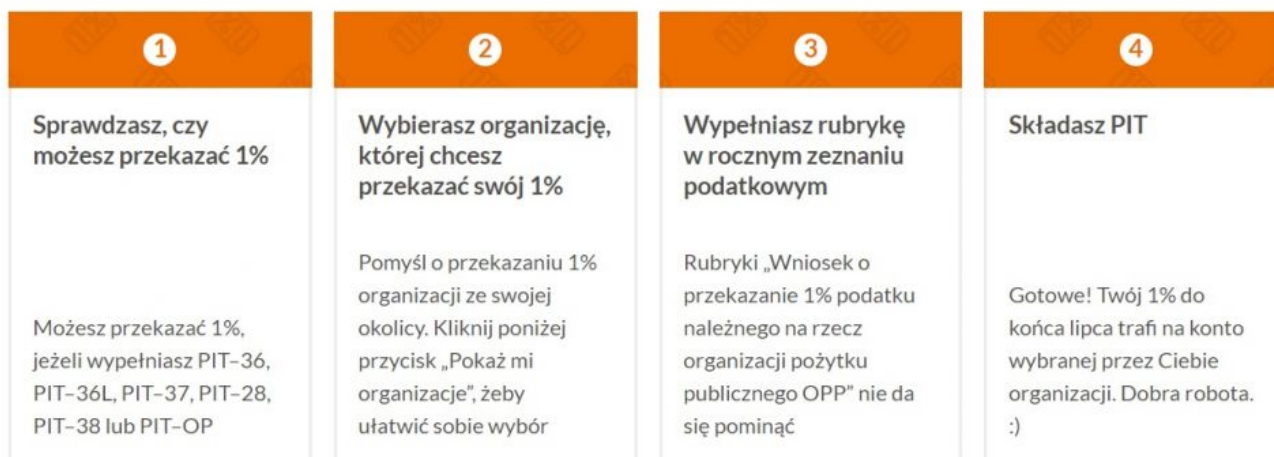 1
Sprawdzasz, czy
możesz przekazać 1%
Możesz przekazać 1%,
jeżeli wypełniasz PIT–36,
PIT–36L, PIT–37, PIT–28,
PIT–38 lub PIT–OP
2
Wybierasz organizację,
której chcesz
przekazać swój 1%
Pomyśl o przekazaniu 1%
organizacji ze swojej
okolicy. Kliknij poniżej
przycisk „Pokaż mi
organizacje”, żeby
ułatwić sobie wybór
3
Wypełniasz rubrykę
w rocznym zeznaniu
podatkowym
Rubryki „Wniosek o
przekazanie 1% podatku
należnego na rzecz
organizacji pożytku
publicznego OPP” nie da
się pominąć
4
Składasz PIT
Gotowe! Twój 1% do
końca lipca trafi na konto
wybranej przez Ciebie
organizacji. Dobra robota.
:)